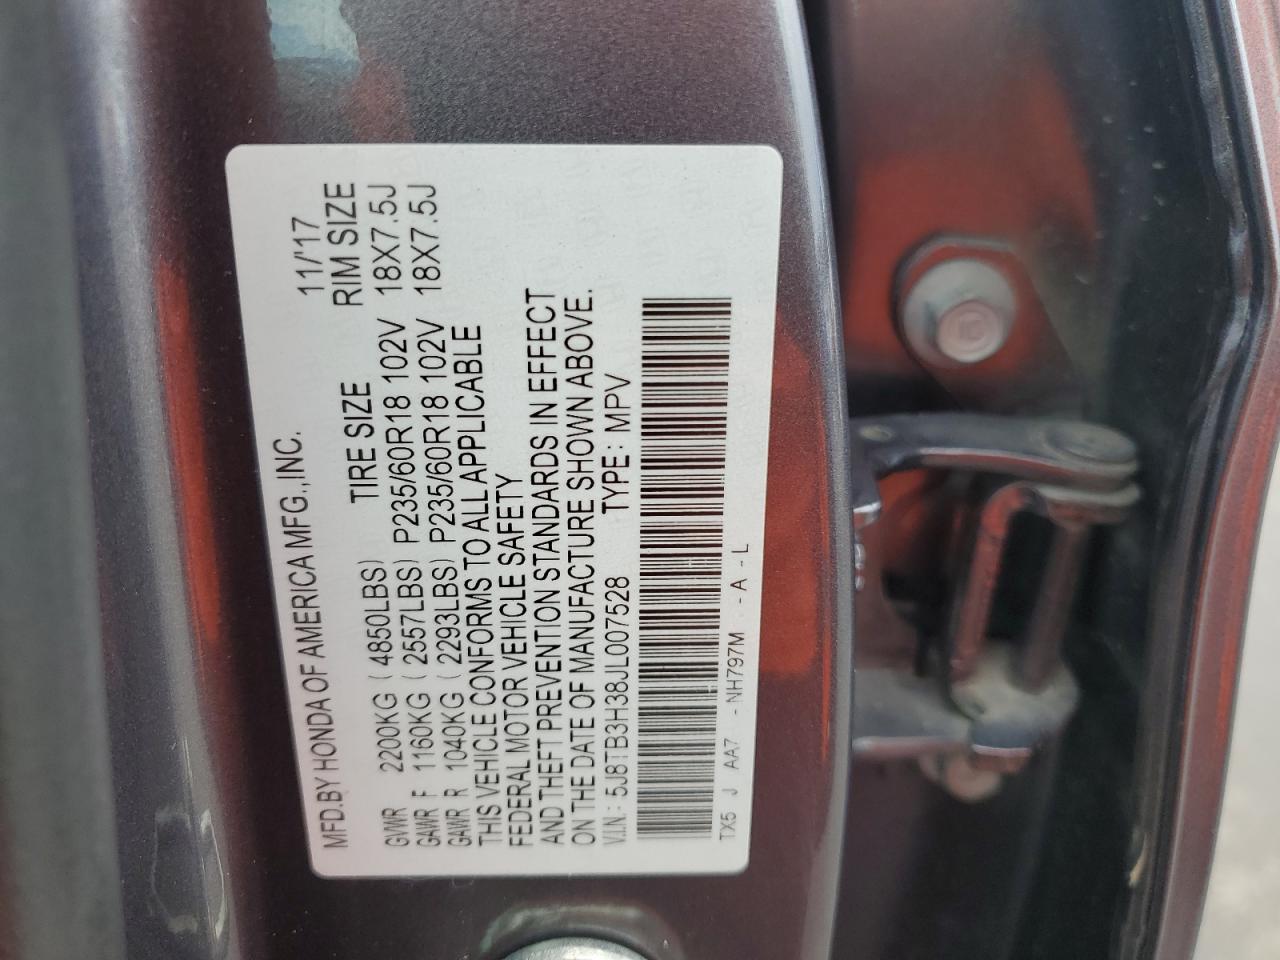 MFD.BY HONDA OF AMERICA MFG.,INC. 11/'17
TIRE SIZE RIM SIZE
GVWR 2200KG ( 4850LBS)
GAWR F 1160KG ( 2557LBS) P235/60R18 102V 18X7.5J
GAWR R 1040KG ( 2293LBS) P235/60R18 102V 18X7.5J
THIS VEHICLE CONFORMS TO ALL APPLICABLE
FEDERAL MOTOR VEHICLE SAFETY
AND THEFT PREVENTION STANDARDS IN EFFECT
ON THE DATE OF MANUFACTURE SHOWN ABOVE.
V.I.N.: 5J8TB3H38JL007528 TYPE: MPV
TX5 J AA7 - NH797M - A - L